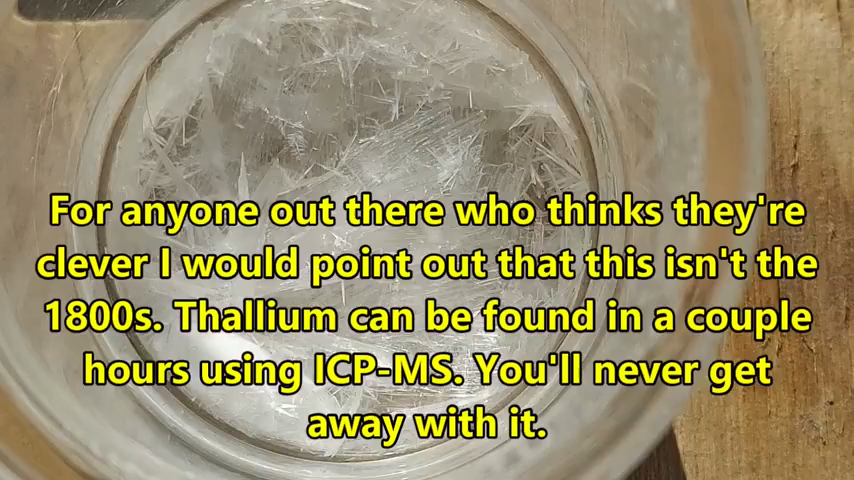 For anyone out there who thinks they're
clever I would point out that this isn't the
1800s. Thallium can be found in a couple
hours using ICP-MS. You'll never get
away with it.